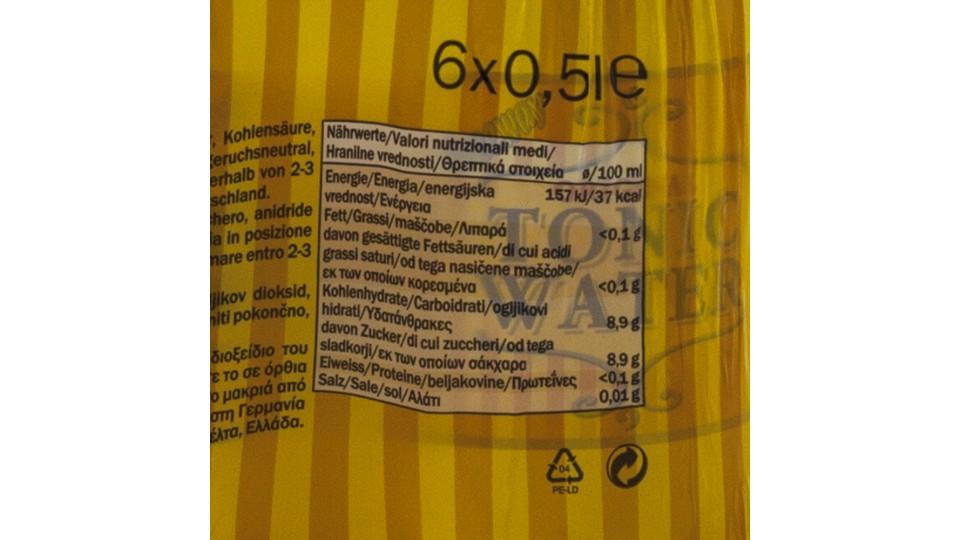 6x0,5l℮
, Kohlensäure,
geruchsneutral,
erhalb von 2-3
schland.
hero, anidride
a in posizione
nare entro 2-3
jikov dioksid,
niti pokončno,
διοξείδιο του
ε το σε όρθια
ο μακριά από
στη Γερμανία
έλτα, Ελλάδα.
Nährwerte/Valori nutrizionali medi/
Hranilne vrednosti/Θρεπτικά στοιχεία ø/100 ml
Energie/Energia/energijska
vrednost/Ενέργεια 157 kJ/37 kcal
Fett/Grassi/maščobe/Λιπαρά <0,1 g
davon gesättigte Fettsäuren/di cui acidi
grassi saturi/od tega nasičene maščobe/
εκ των οποίων κορεσμένα <0,1 g
Kohlenhydrate/Carboidrati/ogljikovi
hidrati/Υδατάνθρακες 8,9 g
davon Zucker/di cui zuccheri/od tega
sladkorji/εκ των οποίων σάκχαρα 8,9 g
Eiweiss/Proteine/beljakovine/Πρωτεΐνες <0,1 g
Salz/Sale/sol/Αλάτι 0,01 g
TONIC
WATER
04
PE-LD